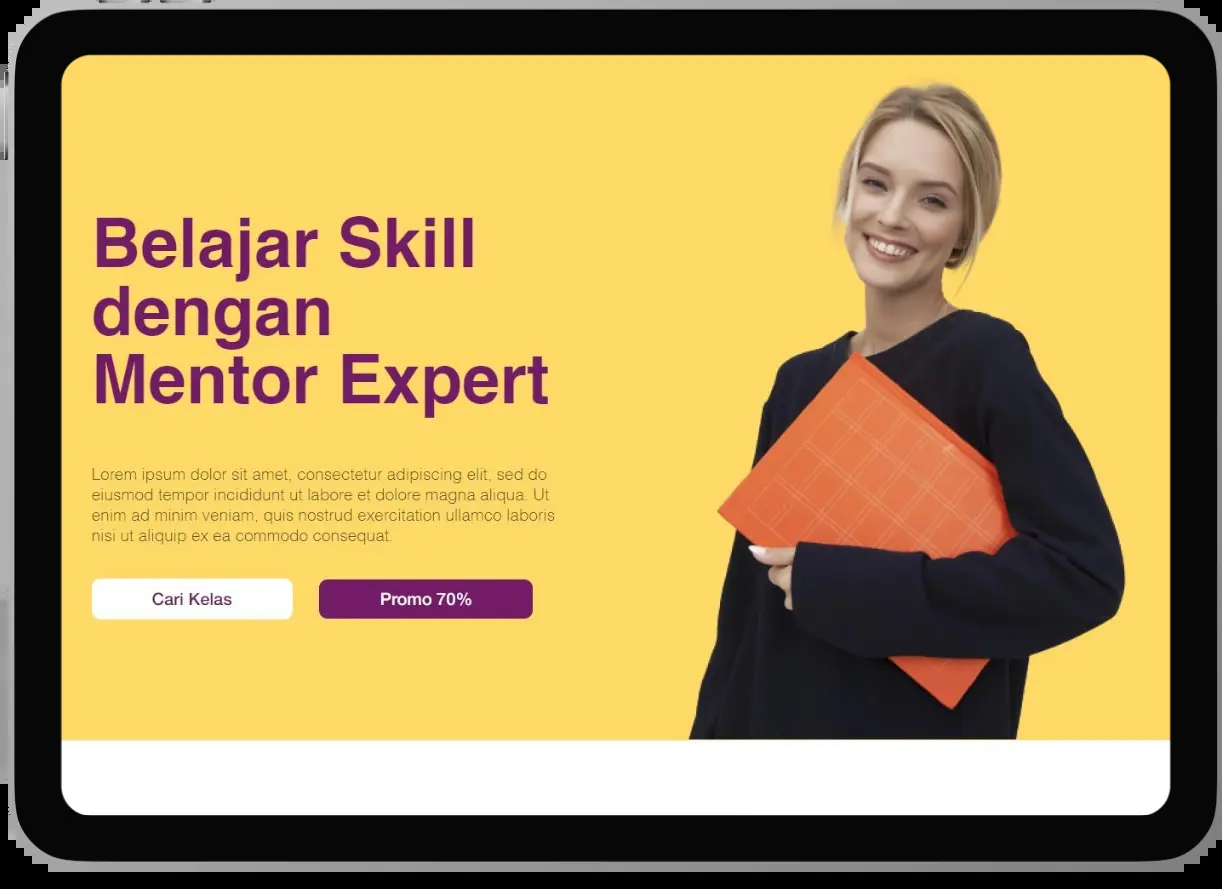 Belajar Skill
dengan
Mentor Expert
Lorem ipsum dolor sit amet, consectetur adipiscing elit, sed do
eiusmod tempor incididunt ut labore et dolore magna aliqua. Ut
enim ad minim veniam, quis nostrud exercitation ullamco laboris
nisi ut aliquip ex ea commodo consequat.
Cari Kelas
Promo 70%